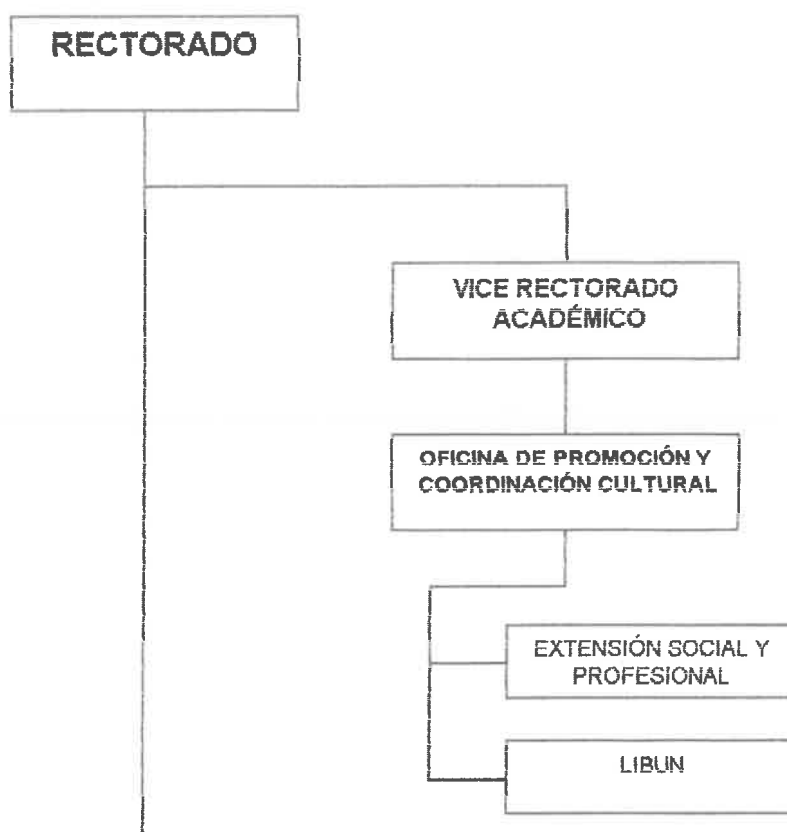 RECTORADO
VICE RECTORADO
ACADÉMICO
OFICINA DE PROMOCIÓN Y
COORDINACIÓN CULTURAL
EXTENSIÓN SOCIAL Y
PROFESIONAL
LIBUN